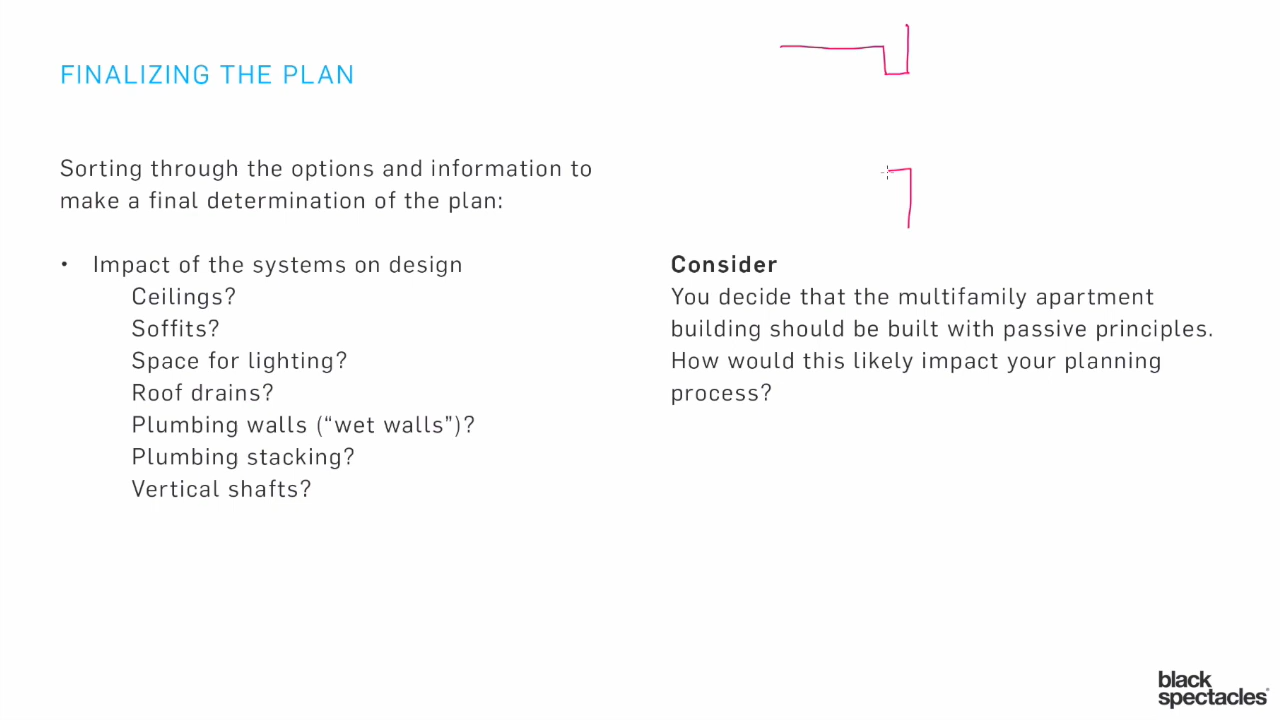 FINALIZING THE PLAN
Sorting through the options and information to
make a final determination of the plan:
• Impact of the systems on design
Ceilings?
Soffits?
Space for lighting?
Roof drains?
Plumbing walls (“wet walls”)?
Plumbing stacking?
Vertical shafts?
Consider
You decide that the multifamily apartment
building should be built with passive principles.
How would this likely impact your planning
process?
black
spectacles®